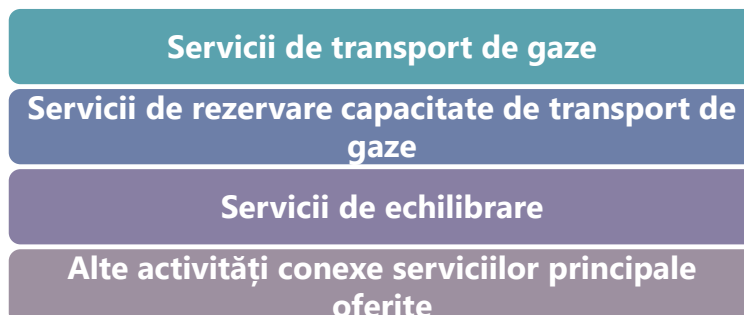 Servicii de transport de gaze
Servicii de rezervare capacitate de transport de
gaze
Servicii de echilibrare
Alte activități conexe serviciilor principale
oferite